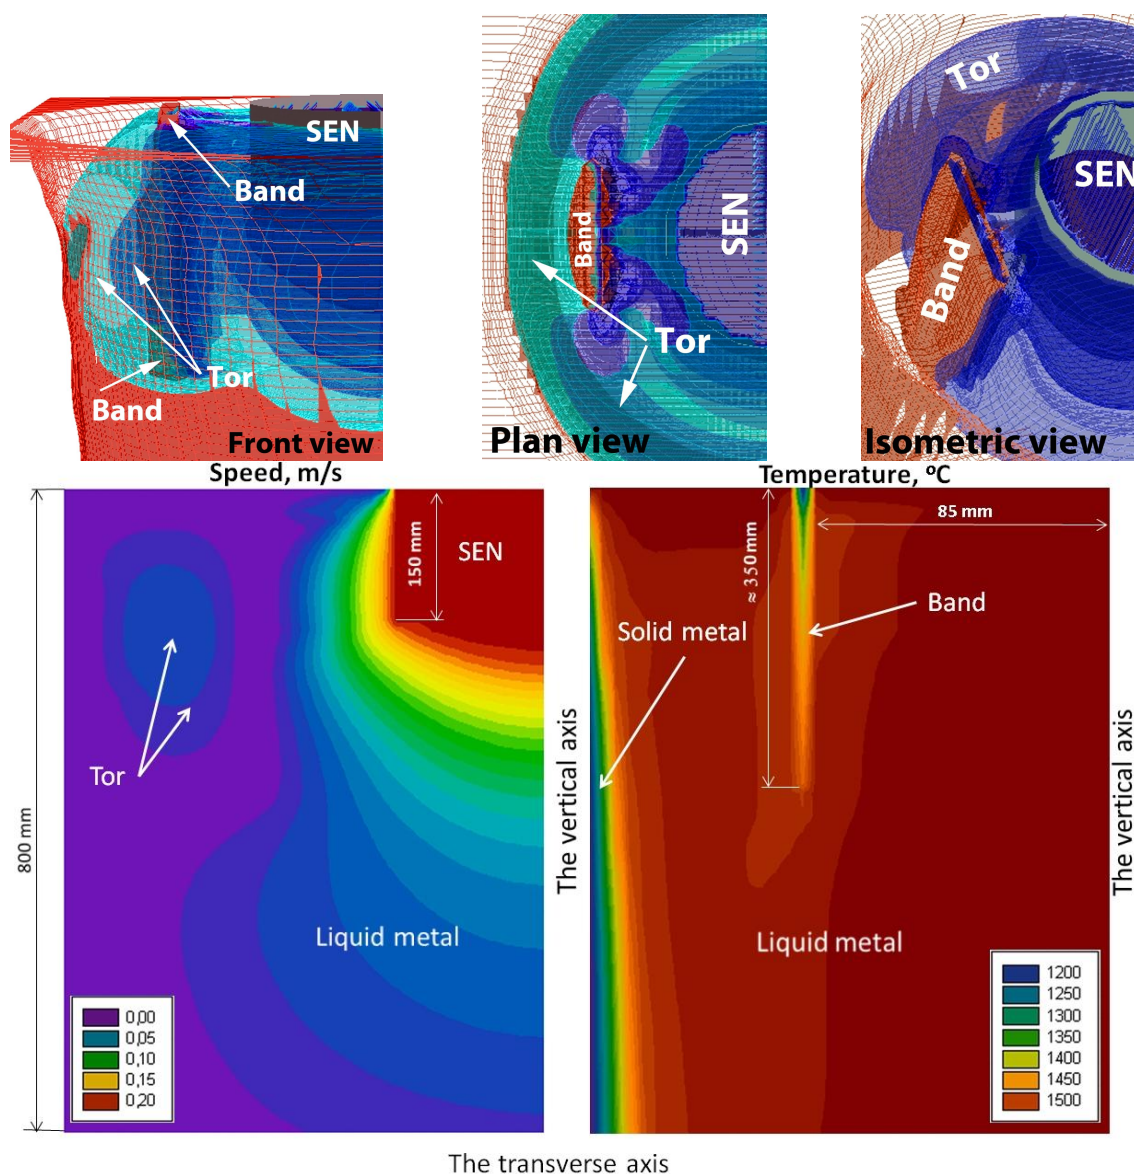 SEN
Band
Tor
Band
Front view
Band
SEN
Tor
Plan view
Tor
SEN
Band
Isometric view
Speed, m/s
150 mm
SEN
Tor
800 mm
Liquid metal
0,00
0,05
0,10
0,15
0,20
The vertical axis
Temperature, ºC
85 mm
≈ 350 mm
Band
Solid metal
Liquid metal
1200
1250
1300
1350
1400
1450
1500
The vertical axis
The transverse axis